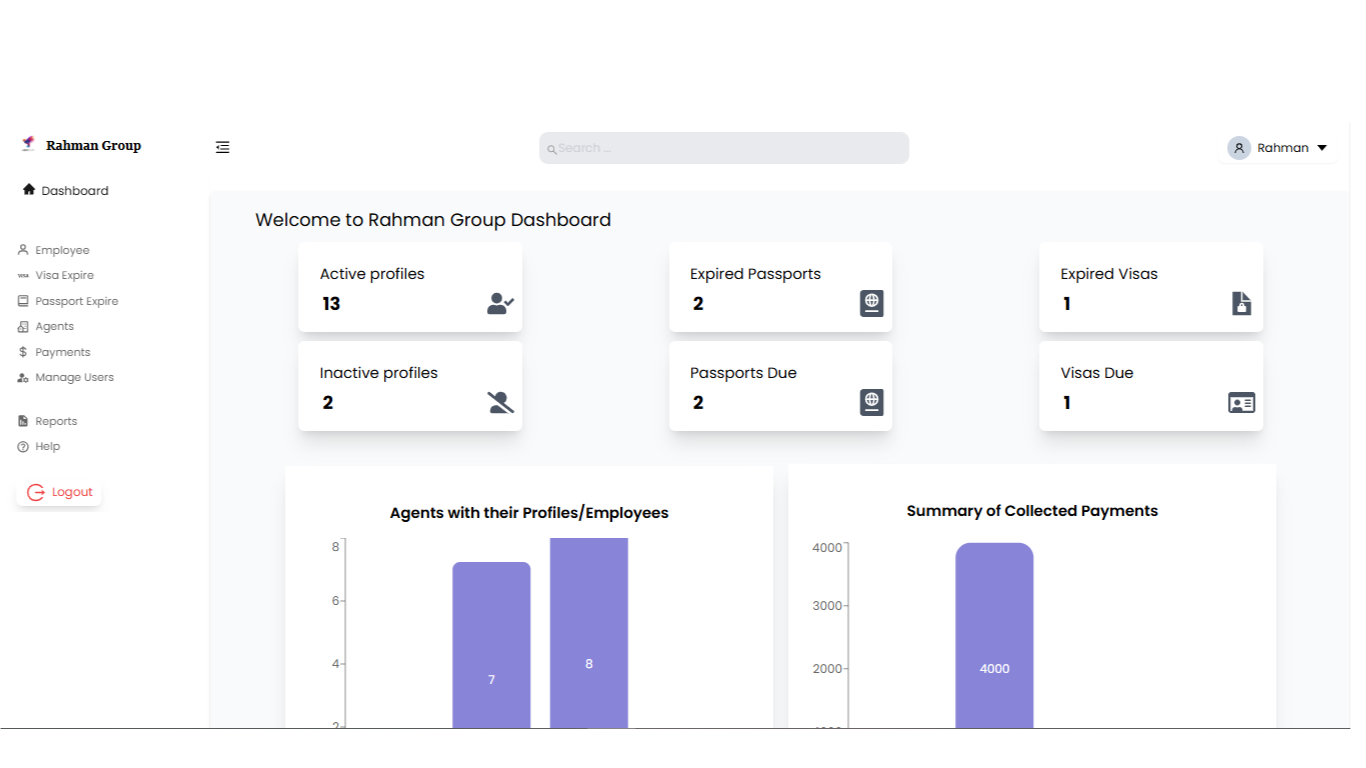 Rahman Group
Search ...
Rahman
Dashboard
Employee
VISA Visa Expire
Passport Expire
Agents
$ Payments
Manage Users
Reports
Help
Logout
Welcome to Rahman Group Dashboard
Active profiles
13
Expired Passports
2
Expired Visas
1
Inactive profiles
2
Passports Due
2
Visas Due
1
Agents with their Profiles/Employees
8
6
4
2
7
8
Summary of Collected Payments
4000
3000
2000
4000